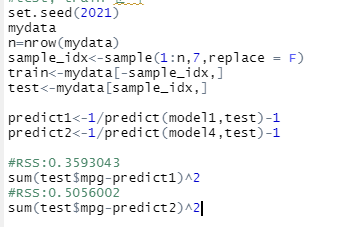 set.seed(2021)
mydata
n=nrow(mydata)
sample_idx<-sample(1:n,7,replace = F)
train<-mydata[-sample_idx,]
test<-mydata[sample_idx,]
predict1<-1/predict(model1,test)-1
predict2<-1/predict(model4,test)-1
#RSS:0.3593043
sum(test$mpg-predict1)^2
#RSS:0.5056002
sum(test$mpg-predict2)^2